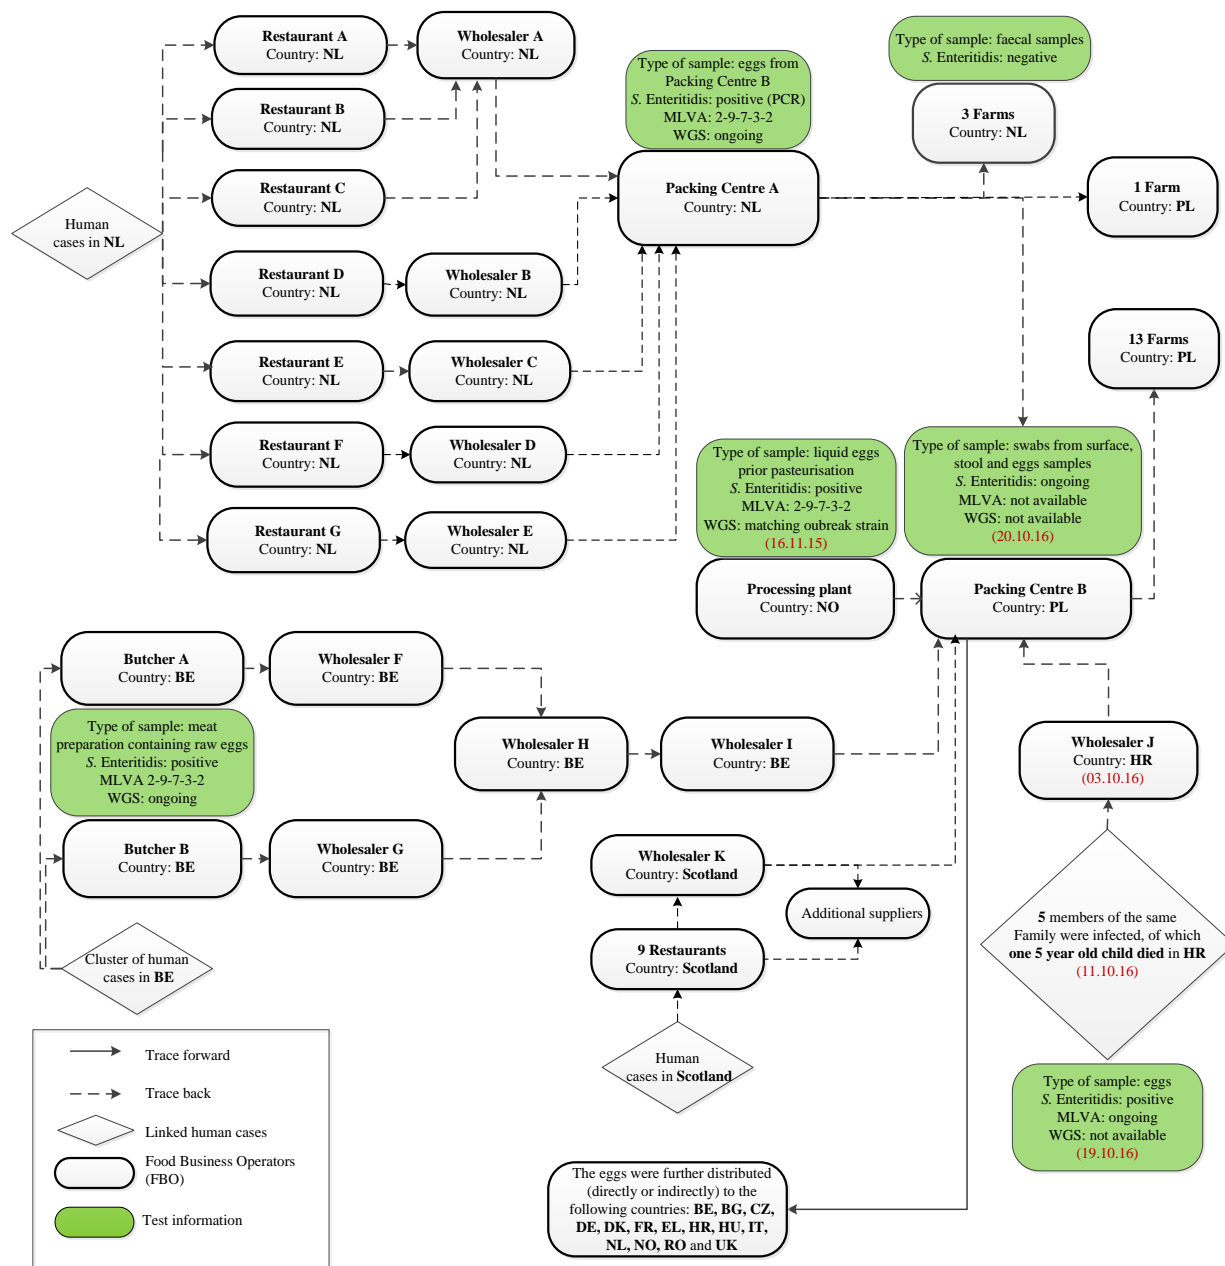 Restaurant A
Country: NL
Wholesaler A
Country: NL
Type of sample: eggs from
Packing Centre B
S. Enteritidis: positive (PCR)
MLVA: 2-9-7-3-2
WGS: ongoing
Type of sample: faecal samples
S. Enteritidis: negative
Restaurant B
Country: NL
3 Farms
Country: NL
Restaurant C
Country: NL
Packing Centre A
Country: NL
1 Farm
Country: PL
Human
cases in NL
Restaurant D
Country: NL
Wholesaler B
Country: NL
13 Farms
Country: PL
Restaurant E
Country: NL
Wholesaler C
Country: NL
Restaurant F
Country: NL
Wholesaler D
Country: NL
Type of sample: liquid eggs
prior pasteurisation
S. Enteritidis: positive
MLVA: 2-9-7-3-2
WGS: matching oubreak strain
(16.11.15)
Type of sample: swabs from surface,
stool and eggs samples
S. Enteritidis: ongoing
MLVA: not available
WGS: not available
(20.10.16)
Restaurant G
Country: NL
Wholesaler E
Country: NL
Processing plant
Country: NO
Packing Centre B
Country: PL
Butcher A
Country: BE
Wholesaler F
Country: BE
Type of sample: meat
preparation containing raw eggs
S. Enteritidis: positive
MLVA 2-9-7-3-2
WGS: ongoing
Wholesaler H
Country: BE
Wholesaler I
Country: BE
Wholesaler J
Country: HR
(03.10.16)
Butcher B
Country: BE
Wholesaler G
Country: BE
Wholesaler K
Country: Scotland
Additional suppliers
9 Restaurants
Country: Scotland
5 members of the same
Family were infected, of which
one 5 year old child died in HR
(11.10.16)
Cluster of human
cases in BE
Human
cases in Scotland
Type of sample: eggs
S. Enteritidis: positive
MLVA: ongoing
WGS: not available
(19.10.16)
The eggs were further distributed
(directly or indirectly) to the
following countries: BE, BG, CZ,
DE, DK, FR, EL, HR, HU, IT,
NL, NO, RO and UK
Trace forward
Trace back
Linked human cases
Food Business Operators
(FBO)
Test information